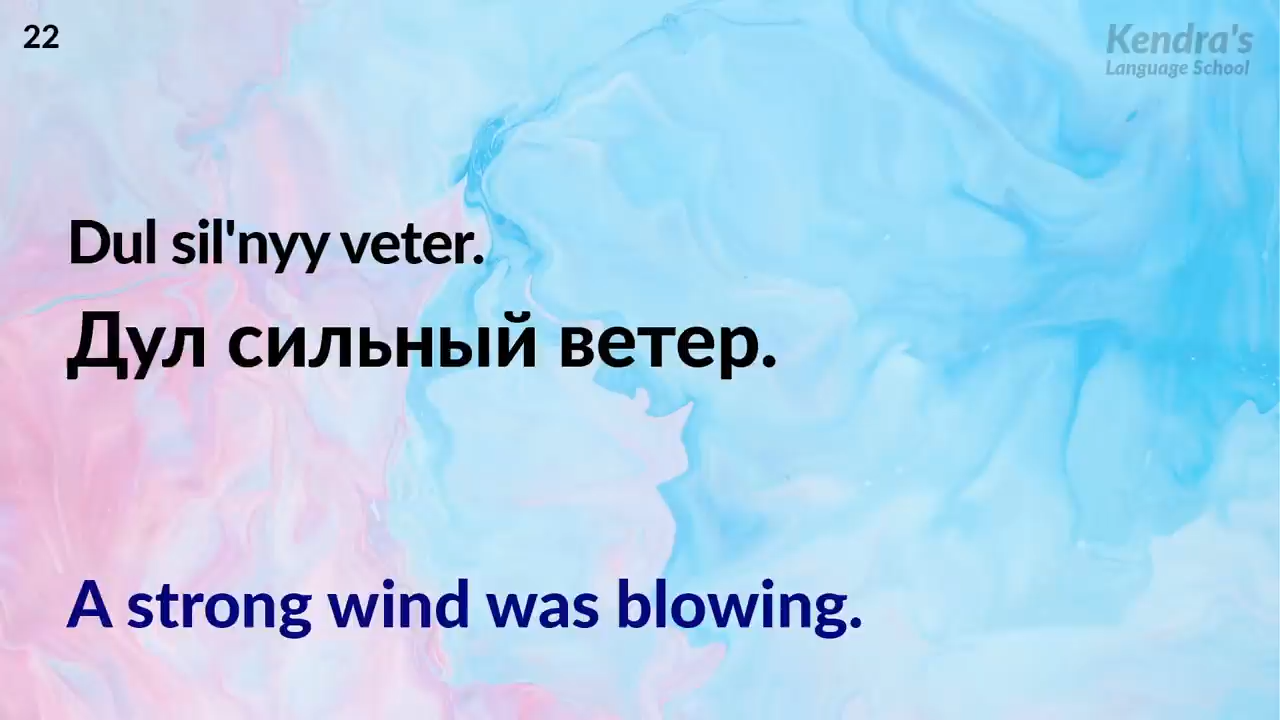 22
Kendra's
Language School
Dul sil'nyy veter.
Дул сильный ветер.
A strong wind was blowing.